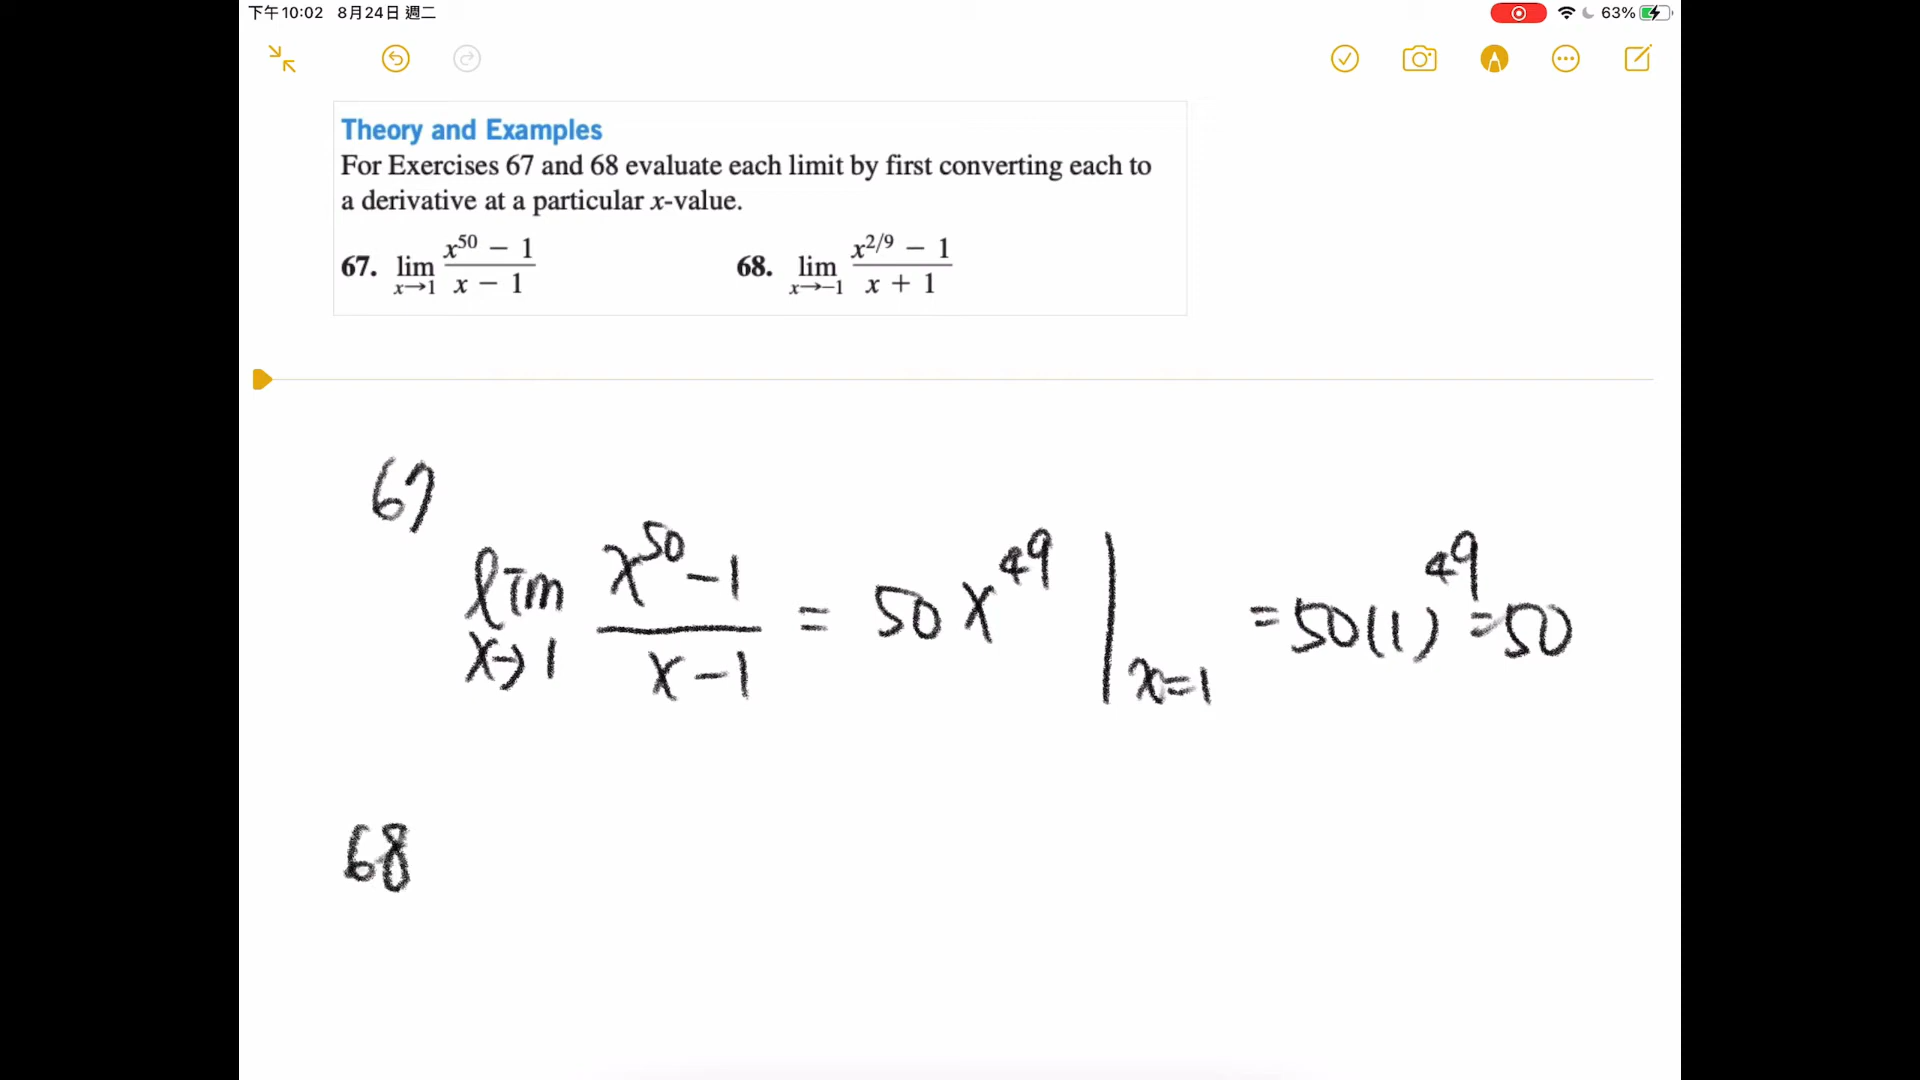 下午10:02 8月24日 週二
63%
Theory and Examples
For Exercises 67 and 68 evaluate each limit by first converting each to
a derivative at a particular x-value.
67. lim_{x→1} (x^{50} − 1)/(x − 1)
68. lim_{x→−1} (x^{2/9} − 1)/(x + 1)
67
lim_{x→1} (x^{50} − 1)/(x − 1) = 50x^{49} |_{x=1} = 50(1)^{49} = 50
68